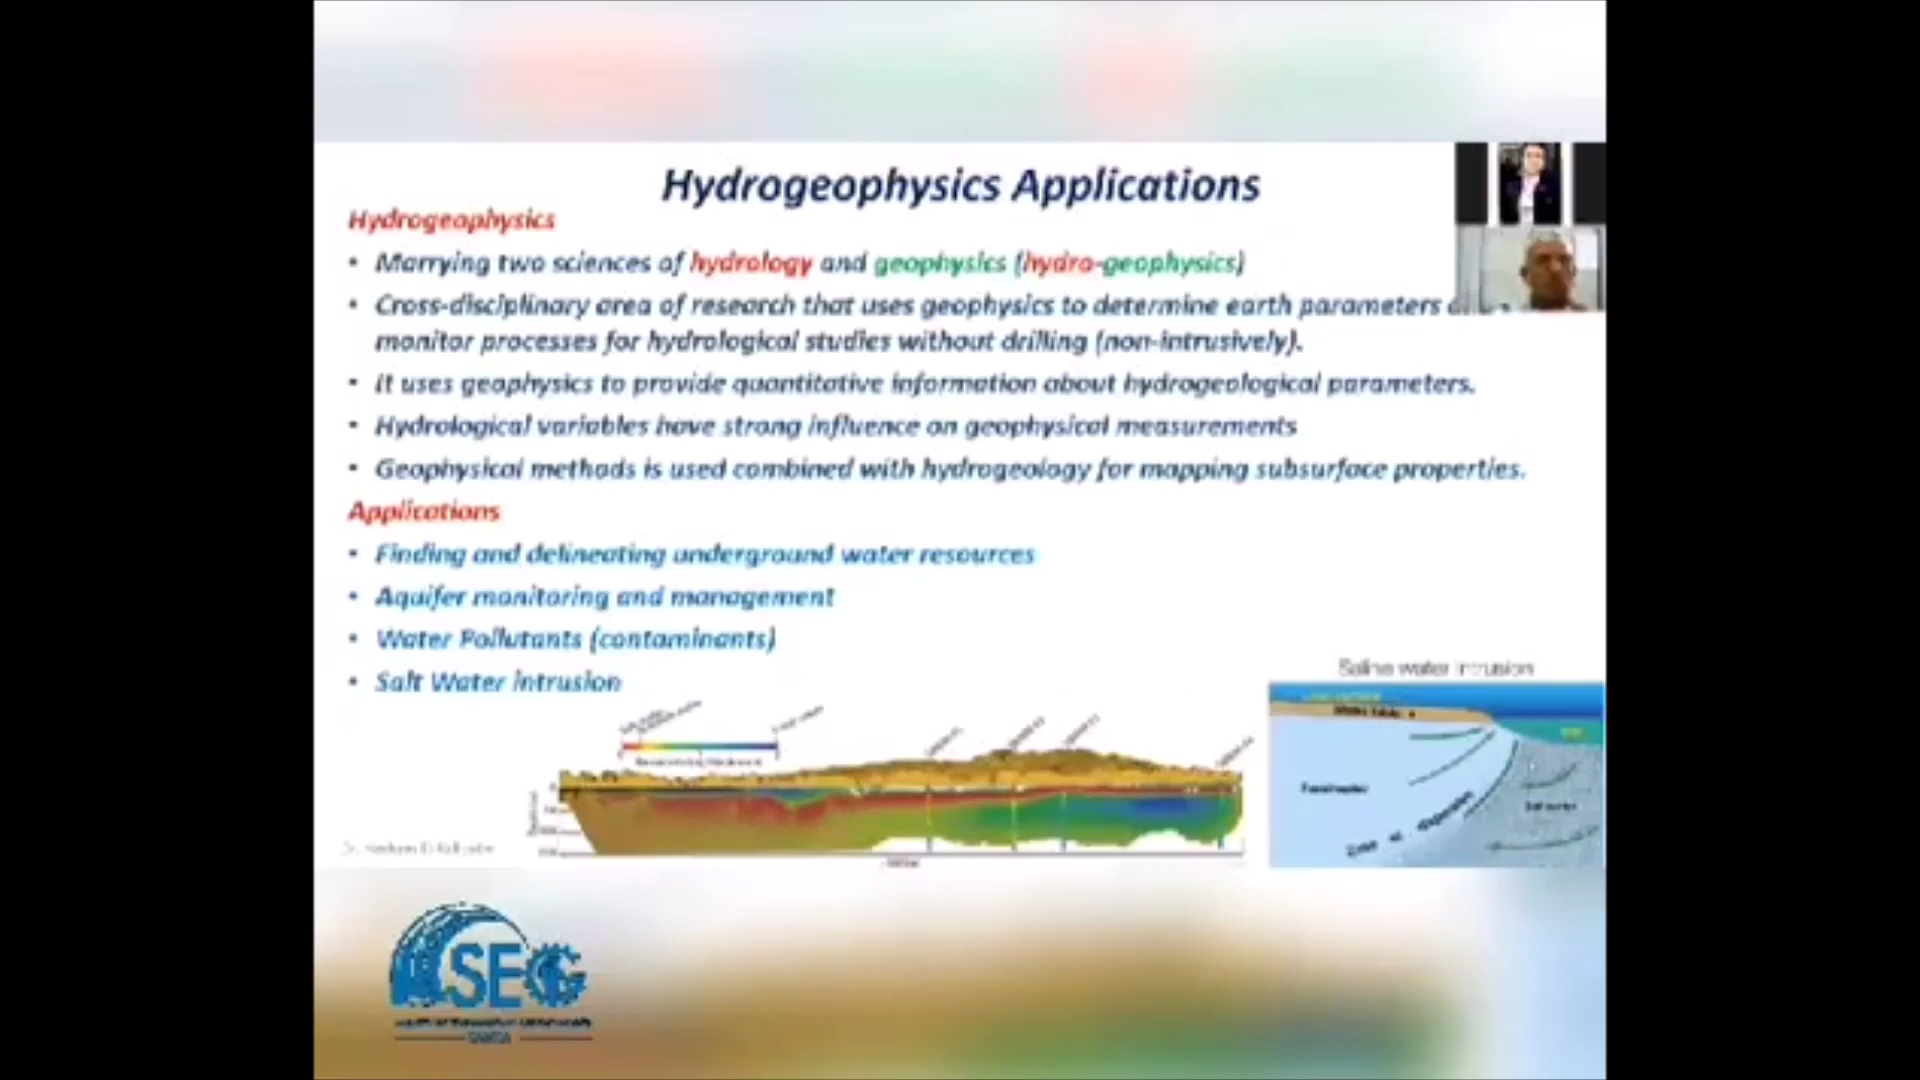 Hydrogeophysics Applications
Hydrogeophysics
• Marrying two sciences of hydrology and geophysics (hydro-geophysics)
• Cross-disciplinary area of research that uses geophysics to determine earth parameters
monitor processes for hydrological studies without drilling (non-intrusively).
• It uses geophysics to provide quantitative information about hydrogeological parameters.
• Hydrological variables have strong influence on geophysical measurements
• Geophysical methods is used combined with hydrogeology for mapping subsurface properties.
Applications
• Finding and delineating underground water resources
• Aquifer monitoring and management
• Water Pollutants (contaminants)
• Salt Water intrusion
Saline water intrusion
Zone of dispersion
Dr.
SEG